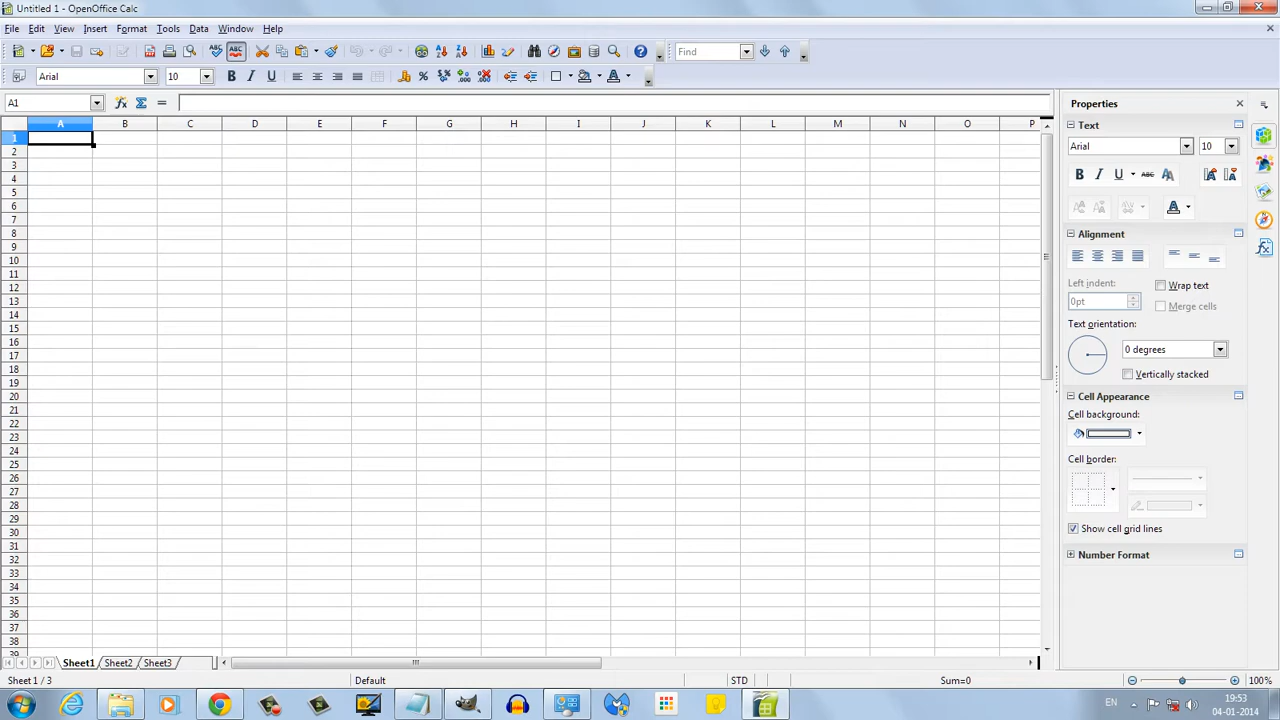 Untitled 1 - OpenOffice Calc
File Edit View Insert Format Tools Data Window Help
Find
Arial 10
A1
A B C D E F G H I J K L M N O P
1
2
3
4
5
6
7
8
9
10
11
12
13
14
15
16
17
18
19
20
21
22
23
24
25
26
27
28
29
30
31
32
33
34
35
36
37
38
39
Properties
Text
Arial 10
Alignment
Left indent:
Wrap text
0pt
Merge cells
Text orientation:
0 degrees
Vertically stacked
Cell Appearance
Cell background:
Cell border:
Show cell grid lines
Number Format
Sheet1 Sheet2 Sheet3
Sheet 1 / 3 Default STD Sum=0 100%
EN 19:53
04-01-2014